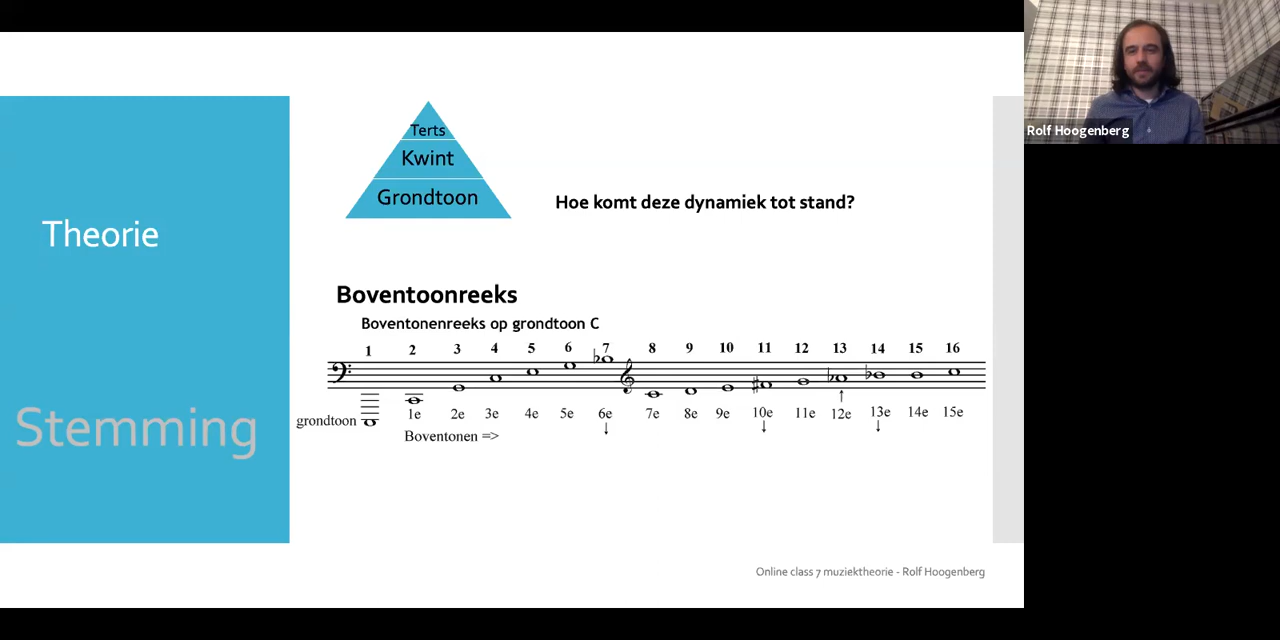 Rolf Hoogenberg
Terts
Kwint
Grondtoon
Hoe komt deze dynamiek tot stand?
Theorie
Stemming
Boventoonreeks
Boventonenreeks op grondtoon C
1 2 3 4 5 6 7 8 9 10 11 12 13 14 15 16
1e 2e 3e 4e 5e 6e 7e 8e 9e 10e 11e 12e 13e 14e 15e
grondtoon
Boventonen =>
Online class 7 muziektheorie - Rolf Hoogenberg